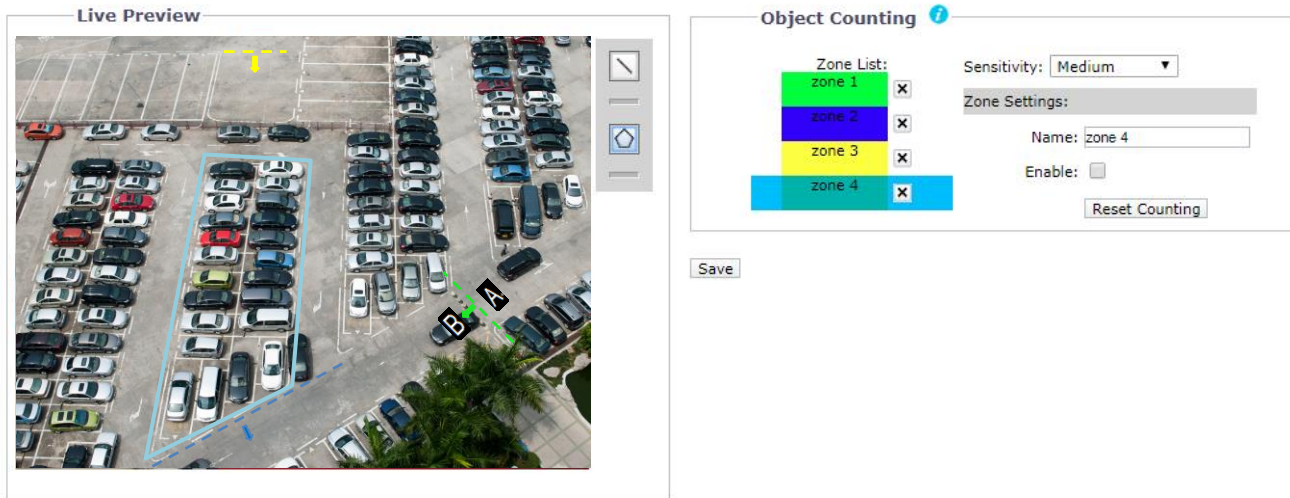 Live Preview
A
B
Object Counting
i
Zone List:
zone 1
zone 2
zone 3
zone 4
Sensitivity: Medium
Zone Settings:
Name: zone 4
Enable:
Reset Counting
Save